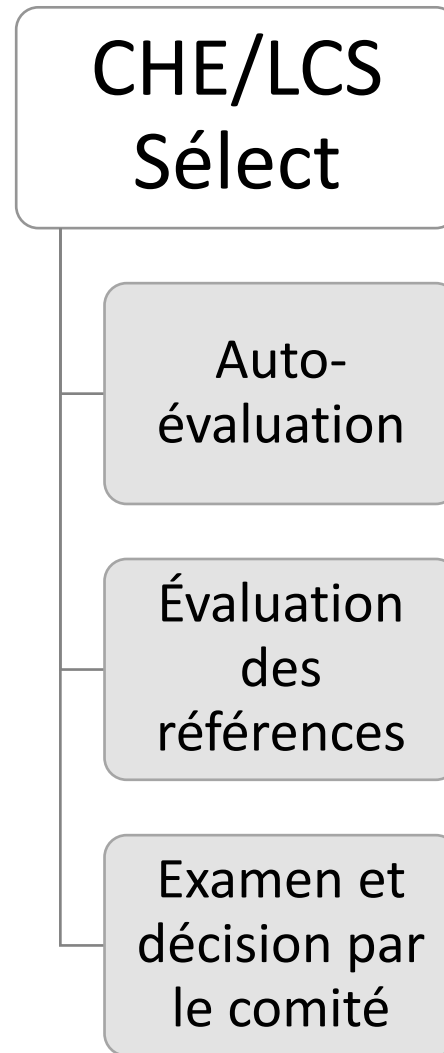 CHE/LCS
Sélect
Auto-
évaluation
Évaluation
des
références
Examen et
décision par
le comité